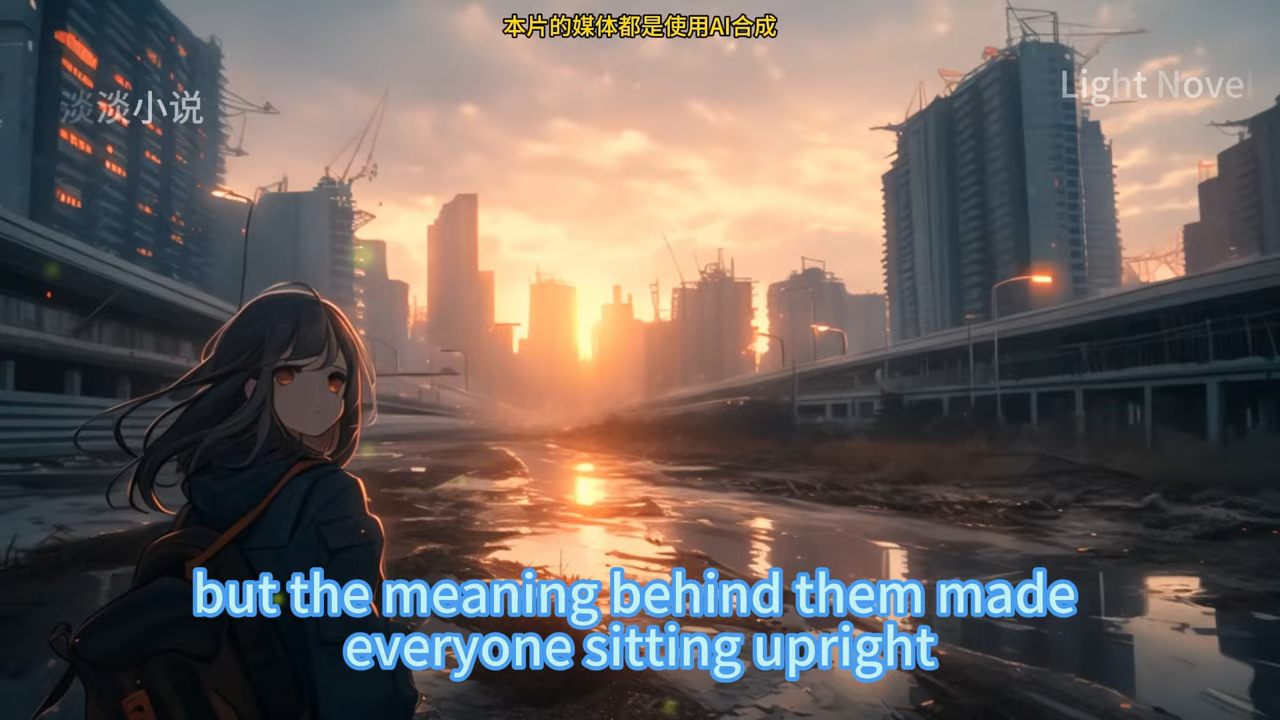 本片的媒体都是使用AI合成
Light Novel
淡淡小说
but the meaning behind them made
everyone sitting upright